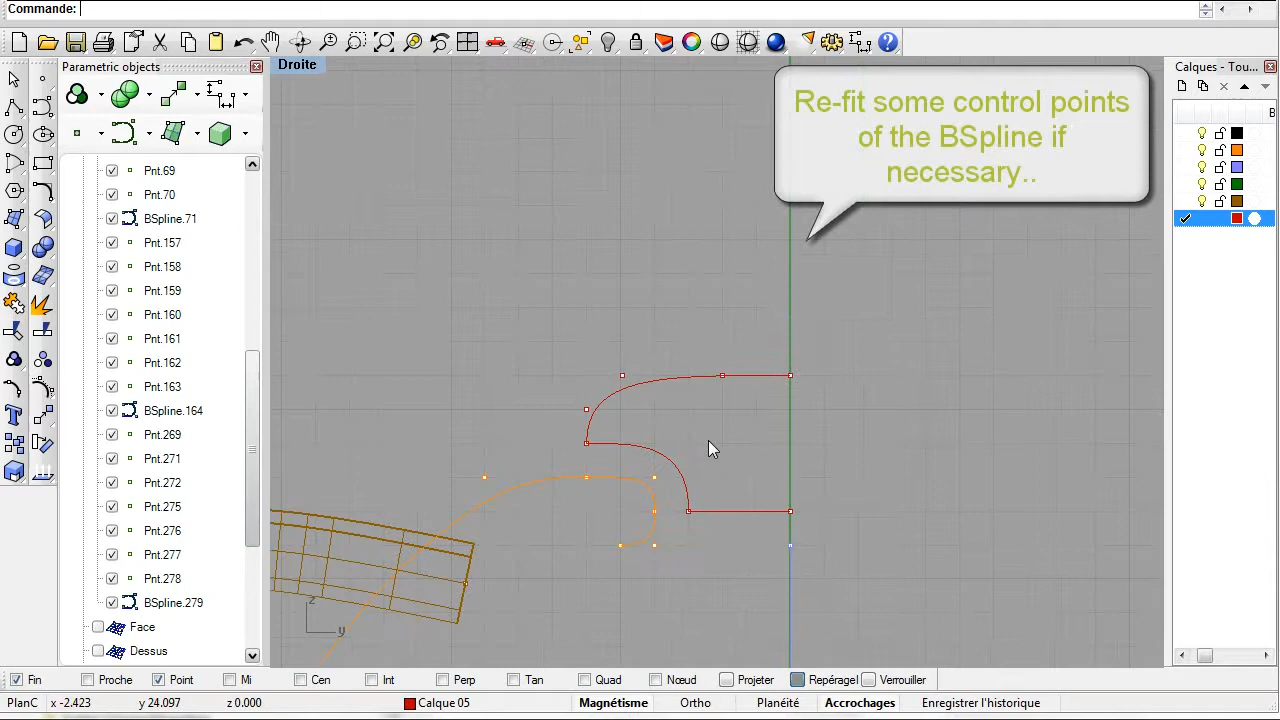 Commande:
Parametric objects
Droite
Calques - Tou...
B
Re-fit some control points
of the BSpline if
necessary..
Pnt.69
Pnt.70
BSpline.71
Pnt.157
Pnt.158
Pnt.159
Pnt.160
Pnt.161
Pnt.162
Pnt.163
BSpline.164
Pnt.269
Pnt.271
Pnt.272
Pnt.275
Pnt.276
Pnt.277
Pnt.278
BSpline.279
Face
Dessus
z
y
Fin Proche Point Mi Cen Int Perp Tan Quad Nœud Projeter Repéragel Verrouiller
PlanC x -2.423 y 24.097 z 0.000 Calque 05 Magnétisme Ortho Planéité Accrochages Enregistrer l'historique